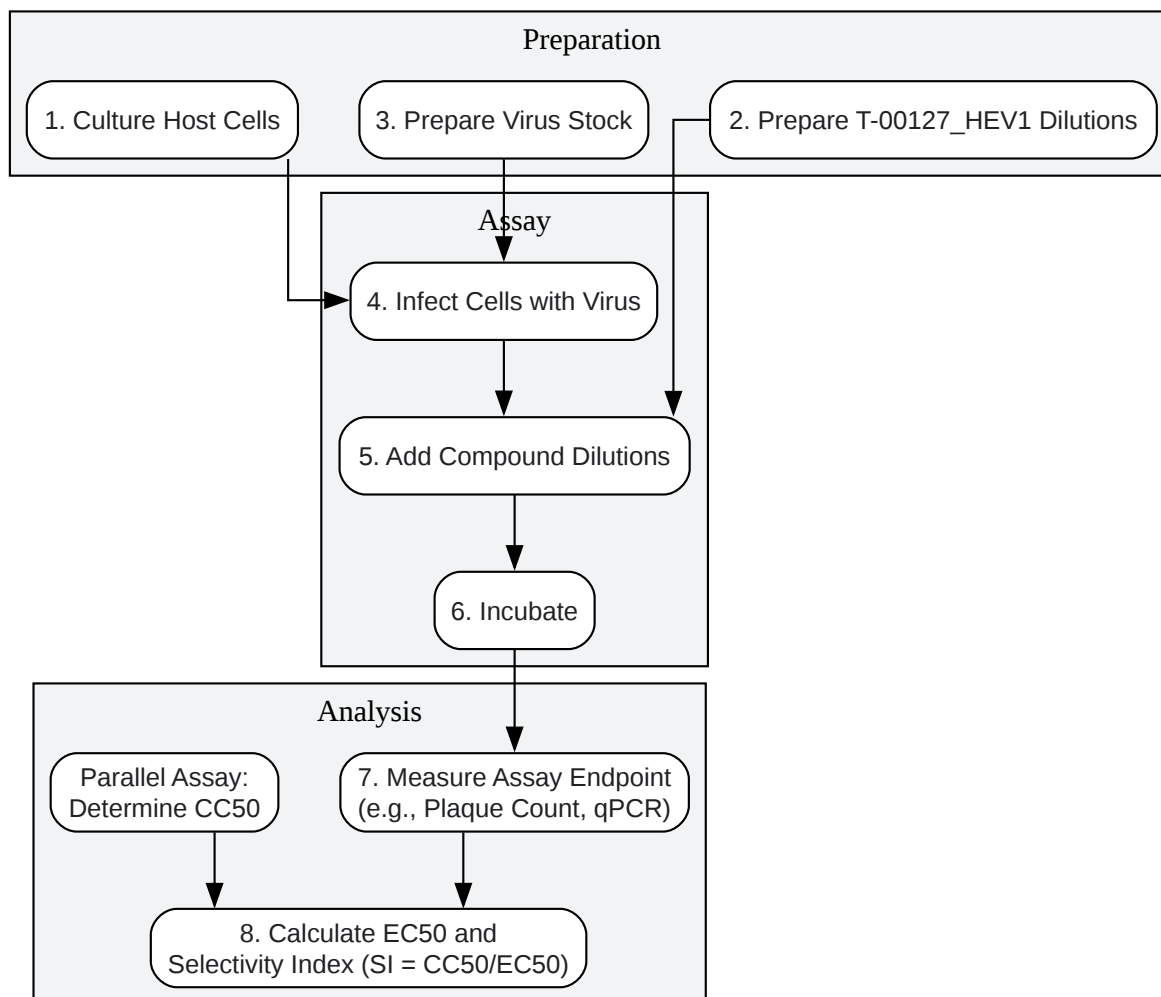 Preparation
1. Culture Host Cells
3. Prepare Virus Stock
2. Prepare T-00127_HEV1 Dilutions
Assay
4. Infect Cells with Virus
5. Add Compound Dilutions
6. Incubate
Analysis
Parallel Assay:
Determine CC50
7. Measure Assay Endpoint
(e.g., Plaque Count, qPCR)
8. Calculate EC50 and
Selectivity Index (SI = CC50/EC50)